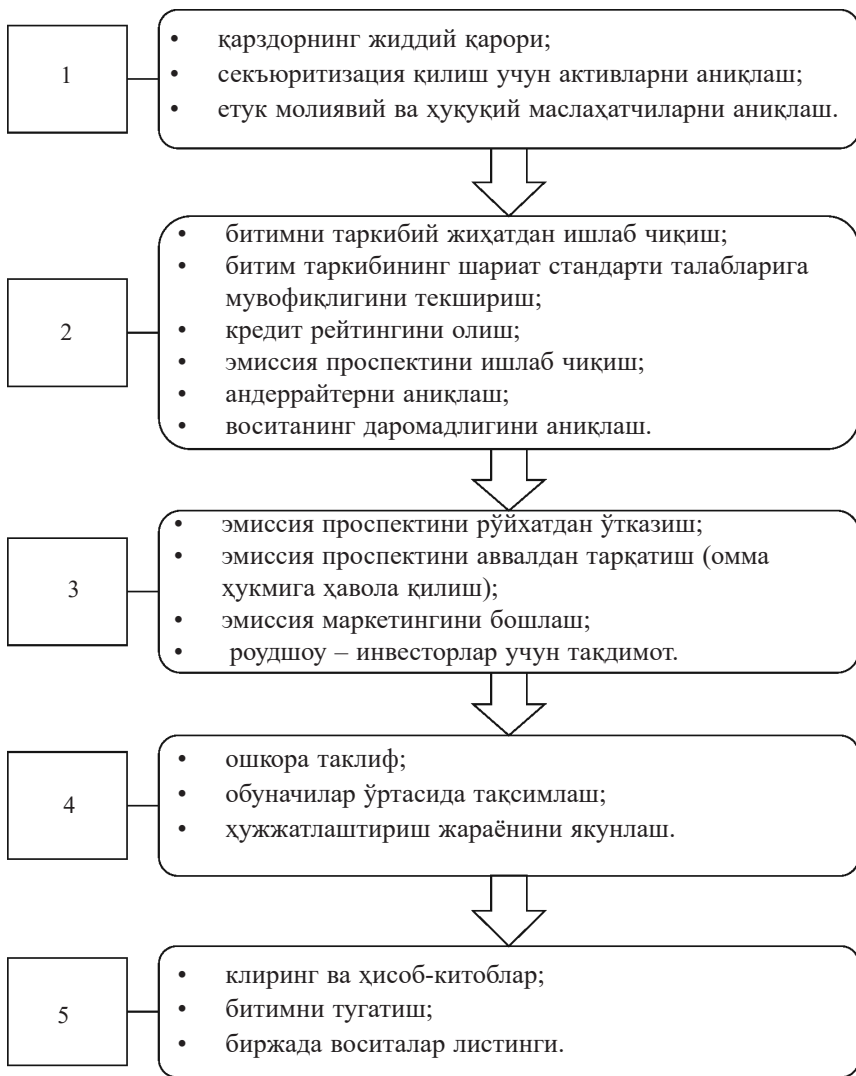 1
• қарздорнинг жиддий қарори;
• секъюритизация қилиш учун активларни аниқлаш;
• етук молиявий ва ҳуқуқий маслаҳатчиларни аниқлаш.
2
• битимни таркибий жиҳатдан ишлаб чиқиш;
• битим таркибининг шариат стандарти талабларига
мувофиқлигини текшириш;
• кредит рейтингини олиш;
• эмиссия проспектини ишлаб чиқиш;
• андеррайтерни аниқлаш;
• воситанинг даромадлигини аниқлаш.
3
• эмиссия проспектини рўйхатдан ўтказиш;
• эмиссия проспектини аввалдан тарқатиш (омма
ҳукмига ҳавола қилиш);
• эмиссия маркетингини бошлаш;
• роудшоу – инвесторлар учун тақдимот.
4
• ошкора таклиф;
• обуначилар ўртасида тақсимлаш;
• ҳужжатлаштириш жараёнини якунлаш.
5
• клиринг ва ҳисоб-китоблар;
• битимни тугатиш;
• биржада воситалар листинги.